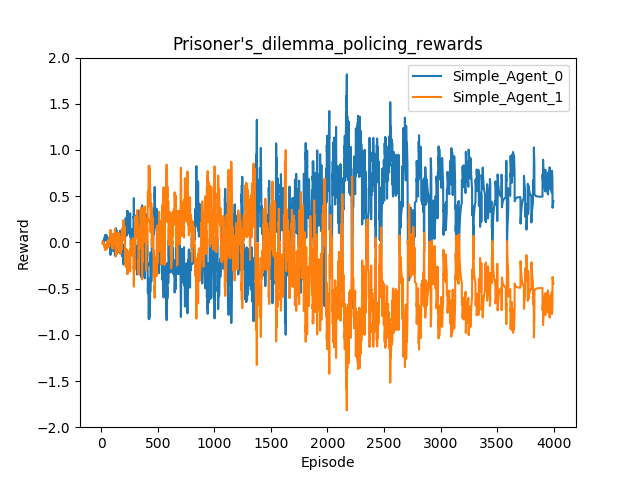 Prisoner's_dilemma_policing_rewards
Simple_Agent_0
Simple_Agent_1
Reward
2.0
1.5
1.0
0.5
0.0
−0.5
−1.0
−1.5
−2.0
0 500 1000 1500 2000 2500 3000 3500 4000
Episode